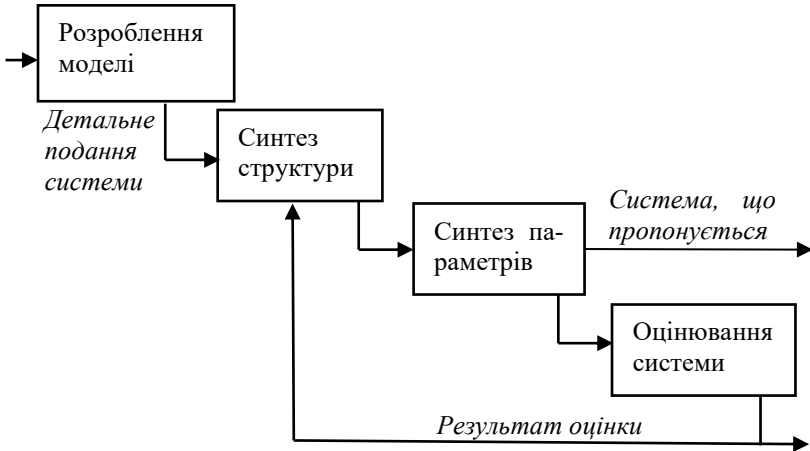 Розроблення
моделі
Детальне
подання
системи
Синтез
структури
Синтез па-
раметрів
Система, що
пропонується
Оцінювання
системи
Результат оцінки